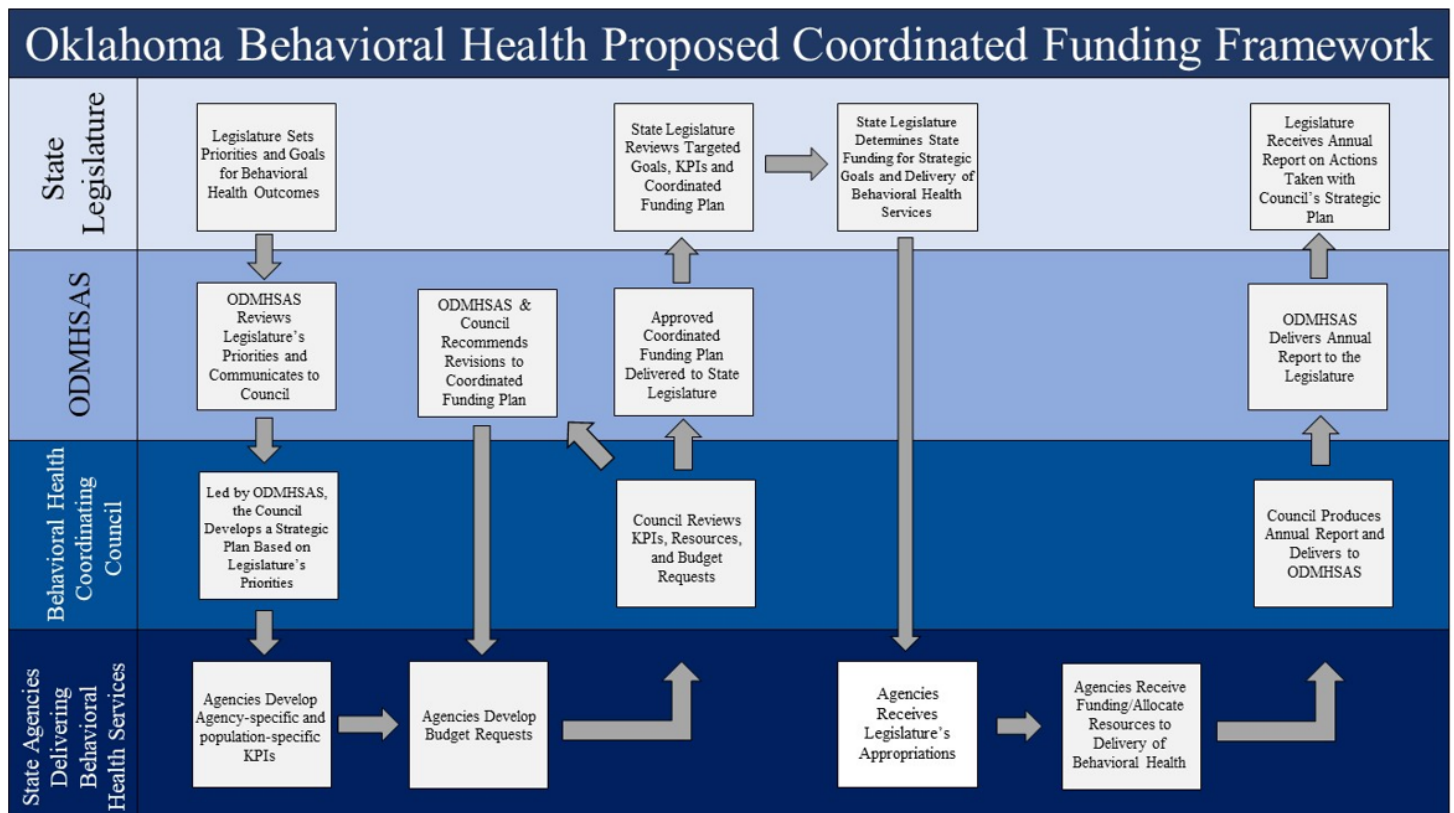 Oklahoma Behavioral Health Proposed Coordinated Funding Framework
State
Legislature
Legislature Sets
Priorities and Goals
for Behavioral
Health Outcomes
State Legislature
Reviews Targeted
Goals, KPIs and
Coordinated
Funding Plan
State Legislature
Determines State
Funding for Strategic
Goals and Delivery of
Behavioral Health
Services
Legislature
Receives Annual
Report on Actions
Taken with
Council's Strategic
Plan
ODMHSAS
ODMHSAS
Reviews
Legislature's
Priorities and
Communicates to
Council
ODMHSAS &
Council
Recommends
Revisions to
Coordinated
Funding Plan
Approved
Coordinated
Funding Plan
Delivered to State
Legislature
ODMHSAS
Delivers Annual
Report to the
Legislature
Behavioral Health
Coordinating
Council
Led by ODMHSAS,
the Council
Develops a Strategic
Plan Based on
Legislature's
Priorities
Council Reviews
KPIs, Resources,
and Budget
Requests
Council Produces
Annual Report and
Delivers to
ODMHSAS
State Agencies
Delivering
Behavioral
Health Services
Agencies Develop
Agency-specific and
population-specific
KPIs
Agencies Develop
Budget Requests
Agencies
Receives
Legislature's
Appropriations
Agencies Receive
Funding/Allocate
Resources to
Delivery of
Behavioral Health